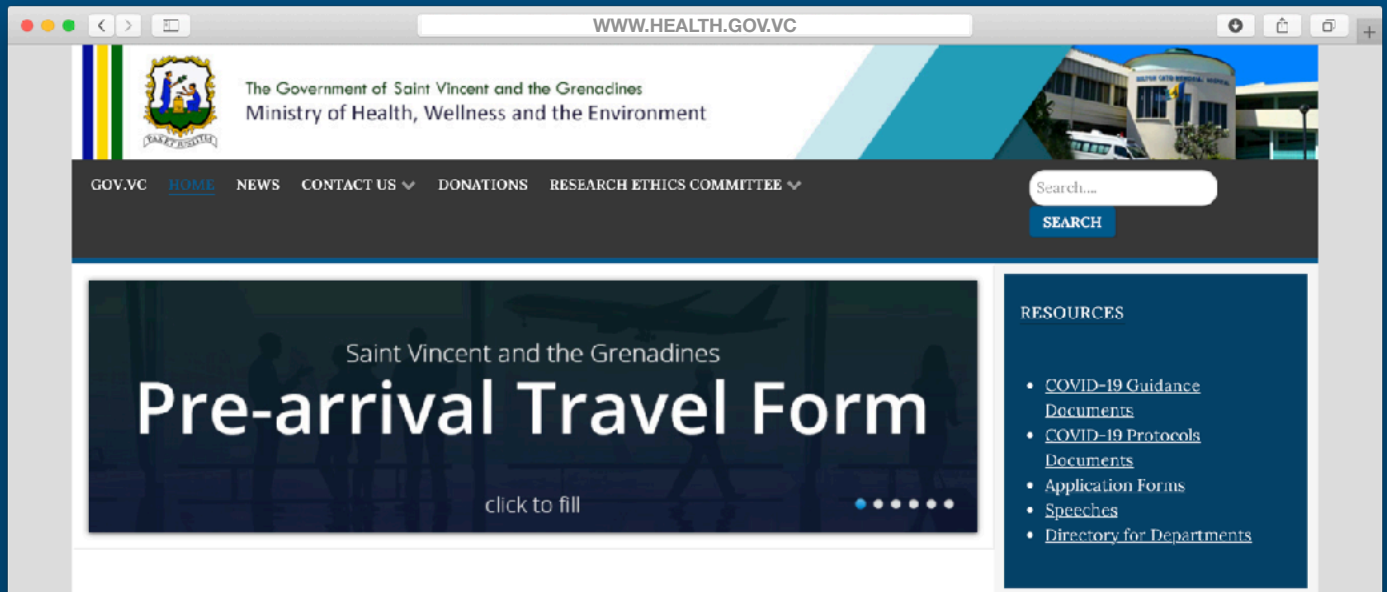 WWW.HEALTH.GOV.VC
The Government of Saint Vincent and the Grenadines
Ministry of Health, Wellness and the Environment
GOV.VC HOME NEWS CONTACT US DONATIONS RESEARCH ETHICS COMMITTEE
Search....
SEARCH
Saint Vincent and the Grenadines
Pre-arrival Travel Form
click to fill
RESOURCES
COVID-19 Guidance
Documents
COVID-19 Protocols
Documents
Application Forms
Speeches
Directory for Departments